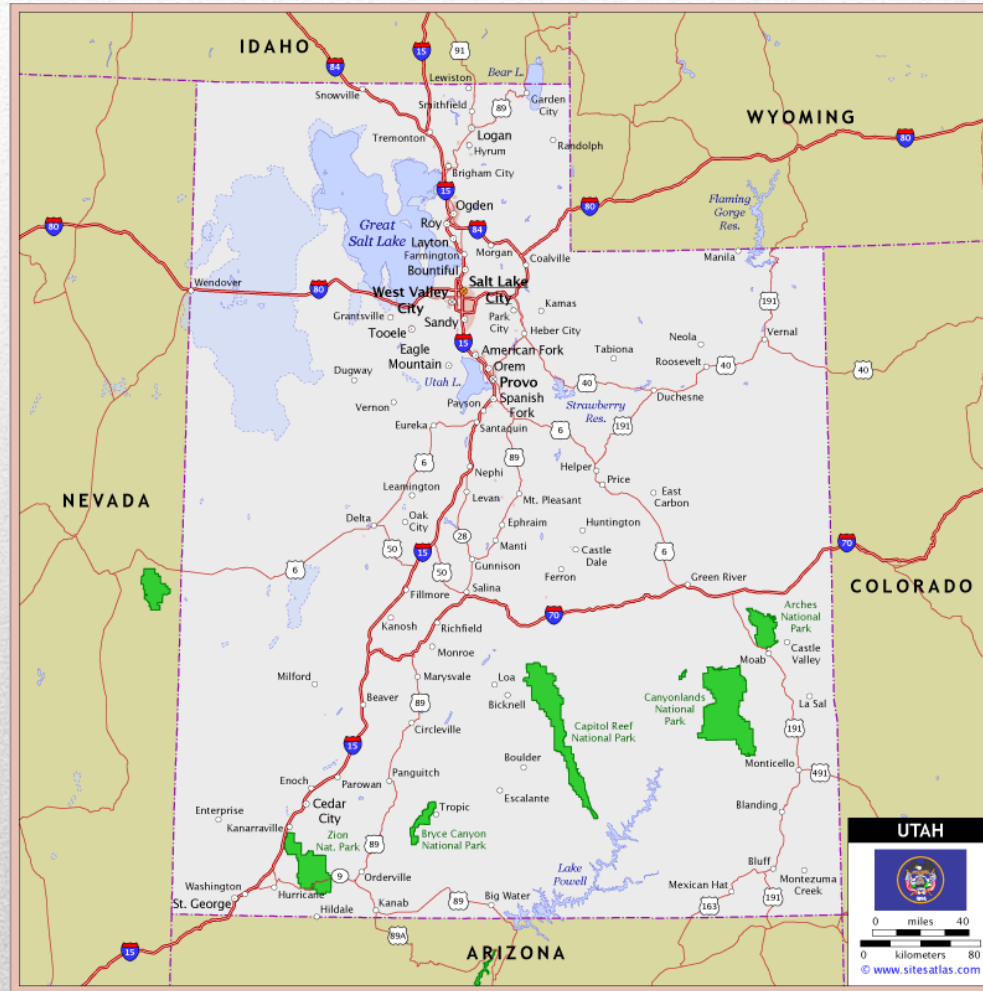 IDAHO
15
91
84
Bear L.
Lewiston
Snowville
Garden
City
Smithfield
89
WYOMING
Tremonton
Logan
80
Hyrum
Randolph
Brigham City
15
Ogden
80
Flaming
Gorge
Res.
Great
Salt Lake
Roy
84
80
Layton
Morgan
Farmington
Coalville
Manila
Bountiful
Wendover
80
Salt Lake
City
West Valley
City
191
Kamas
Park
City
Grantsville
Sandy
Tooele
Heber City
Neola
Vernal
15
American Fork
Tabiona
Roosevelt
Eagle
Mountain
40
40
Orem
Dugway
Utah L.
Provo
40
Duchesne
Vernon
Payson
Spanish
Fork
Strawberry
Res.
Eureka
Santaquin
6
191
6
89
Nephi
Helper
Price
NEVADA
Leamington
Levan
Mt. Pleasant
East
Carbon
Delta
Oak
City
Ephraim
Huntington
28
70
50
15
Manti
Castle
Dale
6
6
50
Gunnison
Ferron
Green River
COLORADO
Fillmore
Salina
70
Arches
National
Park
Kanosh
Richfield
Monroe
Castle
Valley
Moab
Milford
Marysvale
Loa
Bicknell
Canyonlands
National
Park
La Sal
Beaver
89
Circleville
Capitol Reef
National Park
191
15
Boulder
Monticello
491
Enoch
Parowan
Panguitch
Escalante
Cedar
City
Enterprise
Tropic
Blanding
Kanarraville
Zion
Nat. Park
Bryce Canyon
National Park
UTAH
89
Bluff
Lake
Powell
9
Orderville
Montezuma
Creek
Washington
Hurricane
Mexican Hat
St. George
Big Water
89
191
Kanab
163
Hildale
0 miles 40
89A
15
ARIZONA
0 kilometers 80
© www.sitesatlas.com